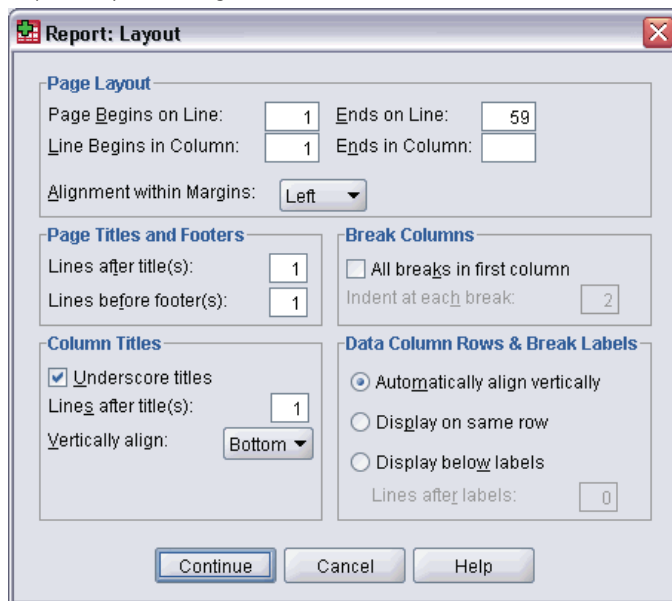 Report: Layout
Page Layout
Page Begins on Line: 1 Ends on Line: 59
Line Begins in Column: 1 Ends in Column:
Alignment within Margins: Left
Page Titles and Footers
Lines after title(s): 1
Lines before footer(s): 1
Break Columns
All breaks in first column
Indent at each break: 2
Column Titles
Underscore titles
Lines after title(s): 1
Vertically align: Bottom
Data Column Rows & Break Labels
Automatically align vertically
Display on same row
Display below labels
Lines after labels: 0
Continue Cancel Help